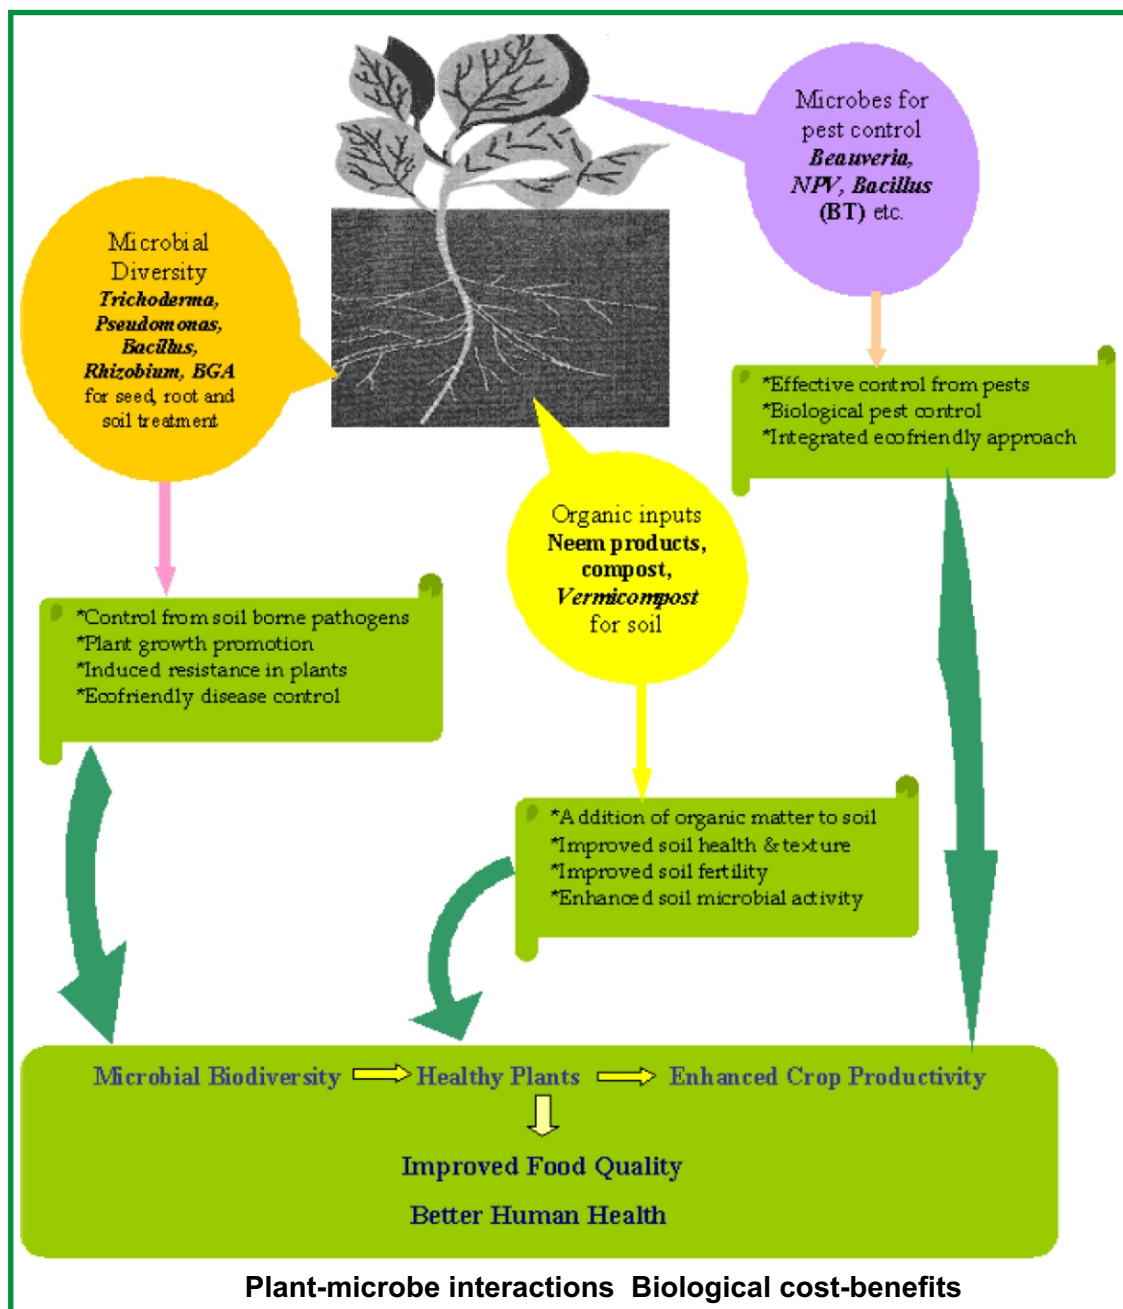 Microbes for
pest control
Beauveria,
NPV, Bacillus
(BT) etc.
Microbial
Diversity
Trichoderma,
Pseudomonas,
Bacillus,
Rhizobium, BGA
for seed, root and
soil treatment
*Effective control from pests
*Biological pest control
*Integrated ecofriendly approach
Organic inputs
Neem products,
compost,
Vermicompost
for soil
*Control from soil borne pathogens
*Plant growth promotion
*Induced resistance in plants
*Ecofriendly disease control
*Addition of organic matter to soil
*Improved soil health & texture
*Improved soil fertility
*Enhanced soil microbial activity
Microbial Biodiversity Healthy Plants Enhanced Crop Productivity
Improved Food Quality
Better Human Health
Plant-microbe interactions Biological cost-benefits